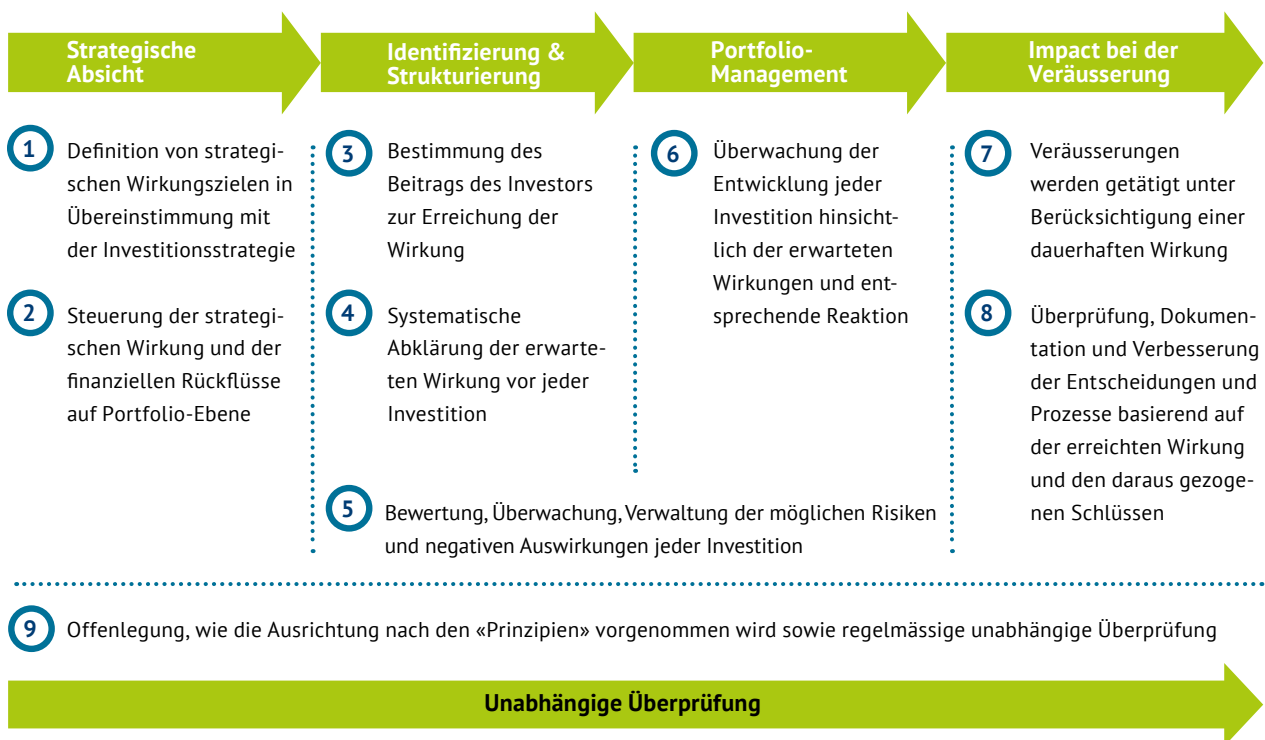 Strategische
Absicht
Identifizierung &
Strukturierung
Portfolio-
Management
Impact bei der
Veräusserung
1
Definition von strategi-
schen Wirkungszielen in
Übereinstimmung mit
der Investitionsstrategie
2
Steuerung der strategi-
schen Wirkung und der
finanziellen Rückflüsse
auf Portfolio-Ebene
3
Bestimmung des
Beitrags des Investors
zur Erreichung der
Wirkung
4
Systematische
Abklärung der erwarte-
ten Wirkung vor jeder
Investition
6
Überwachung der
Entwicklung jeder
Investition hinsicht-
lich der erwarteten
Wirkungen und ent-
sprechende Reaktion
5
Bewertung, Überwachung, Verwaltung der möglichen Risiken
und negativen Auswirkungen jeder Investition
7
Veräusserungen
werden getätigt unter
Berücksichtigung einer
dauerhaften Wirkung
8
Überprüfung, Dokumen-
tation und Verbesserung
der Entscheidungen und
Prozesse basierend auf
der erreichten Wirkung
und den daraus gezoge-
nen Schlüssen
9
Offenlegung, wie die Ausrichtung nach den «Prinzipien» vorgenommen wird sowie regelmässige unabhängige Überprüfung
Unabhängige Überprüfung